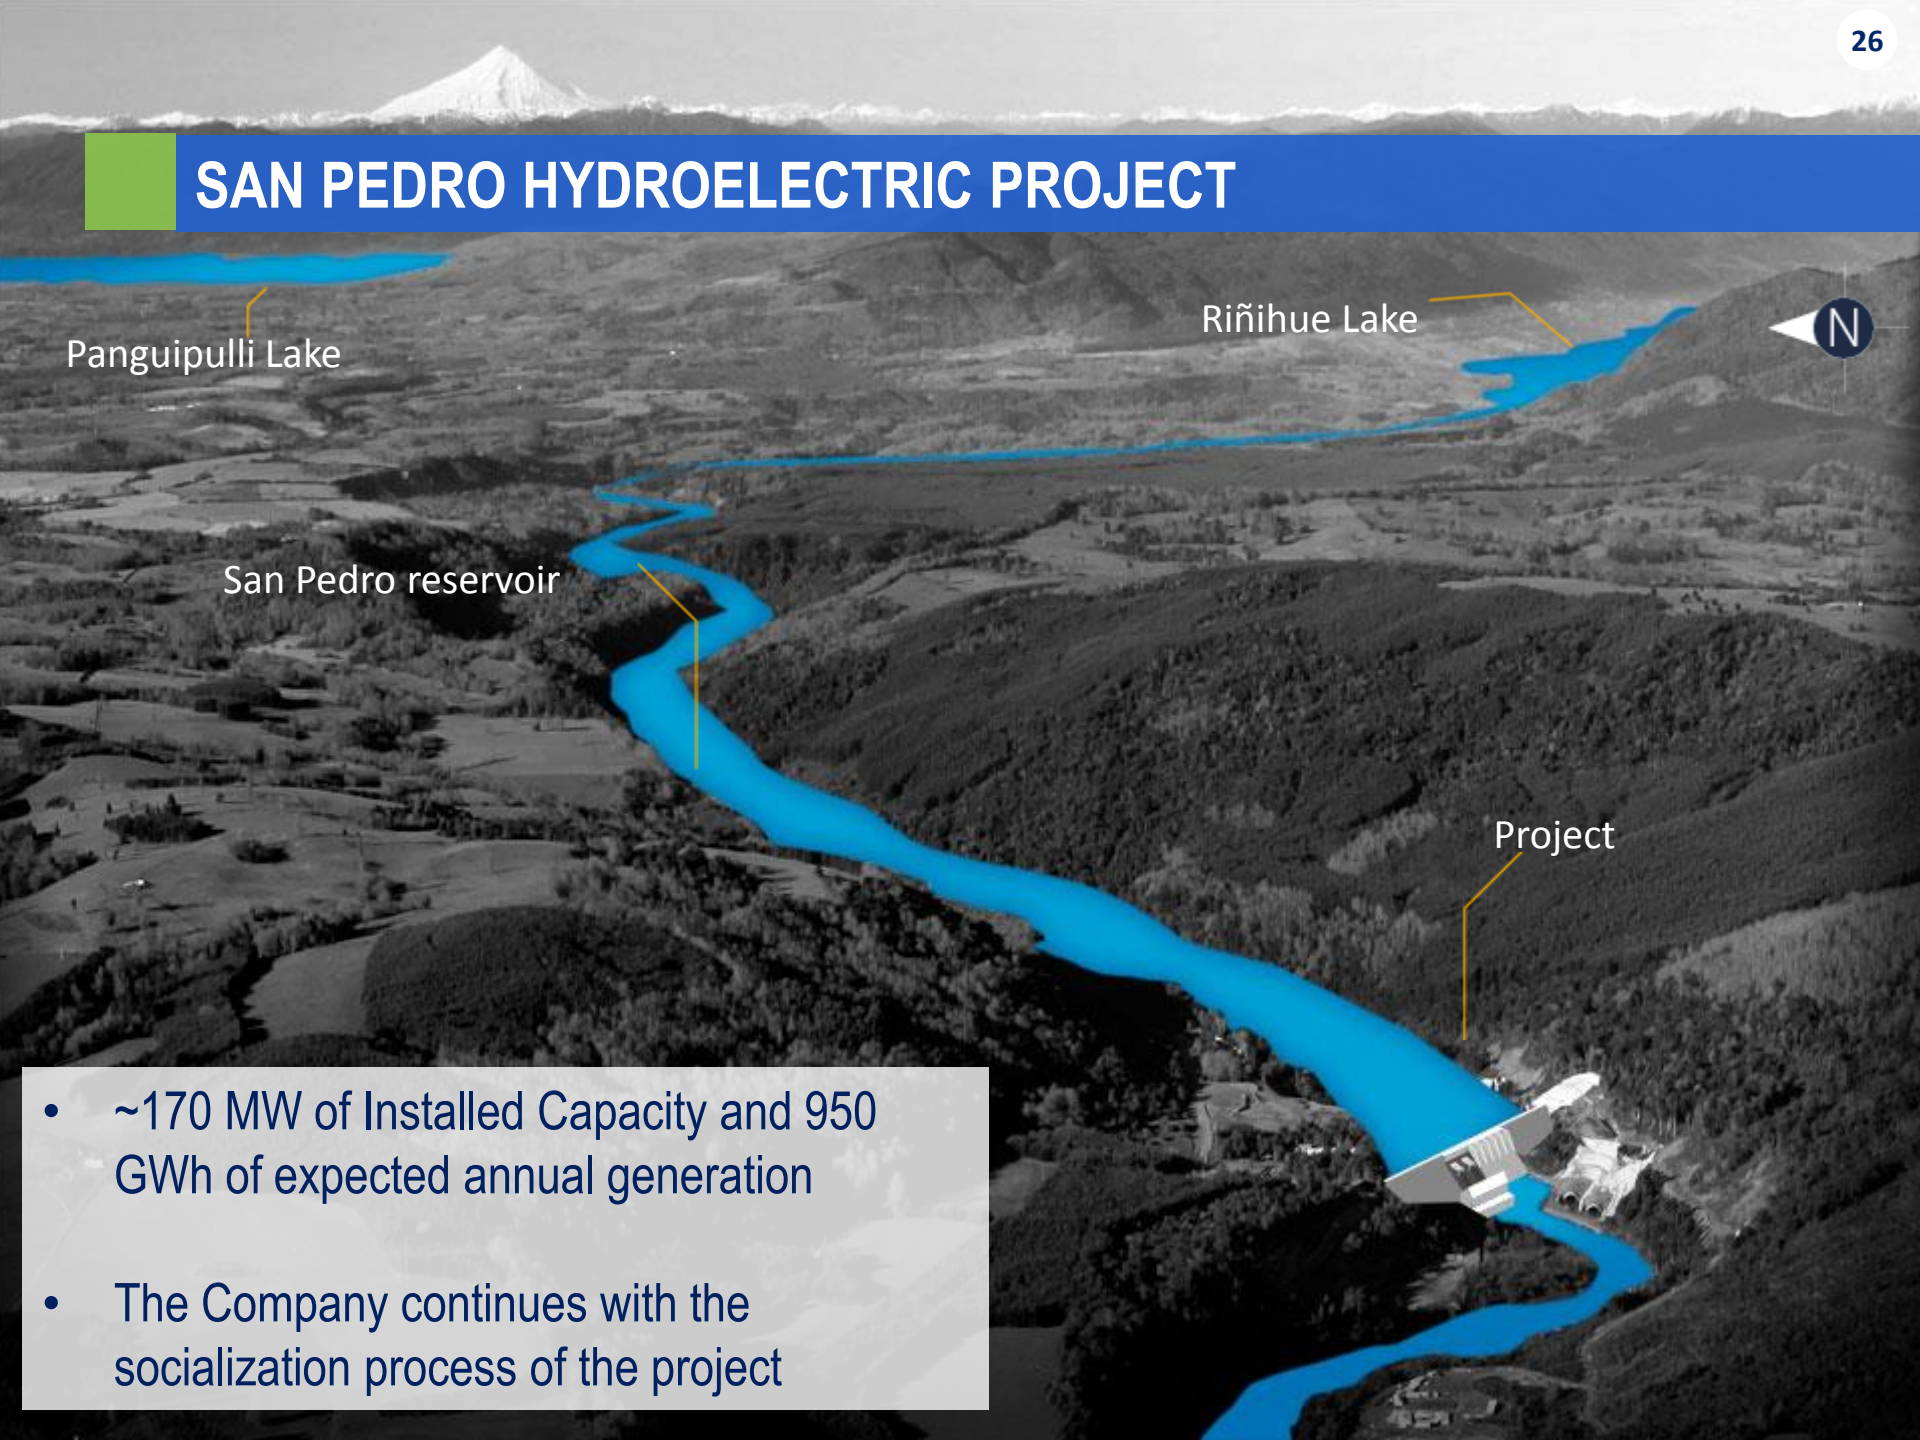 26
SAN PEDRO HYDROELECTRIC PROJECT
Riñihue Lake
N
Panguipulli Lake
San Pedro reservoir
Project
• ~170 MW of Installed Capacity and 950
GWh of expected annual generation
• The Company continues with the
socialization process of the project